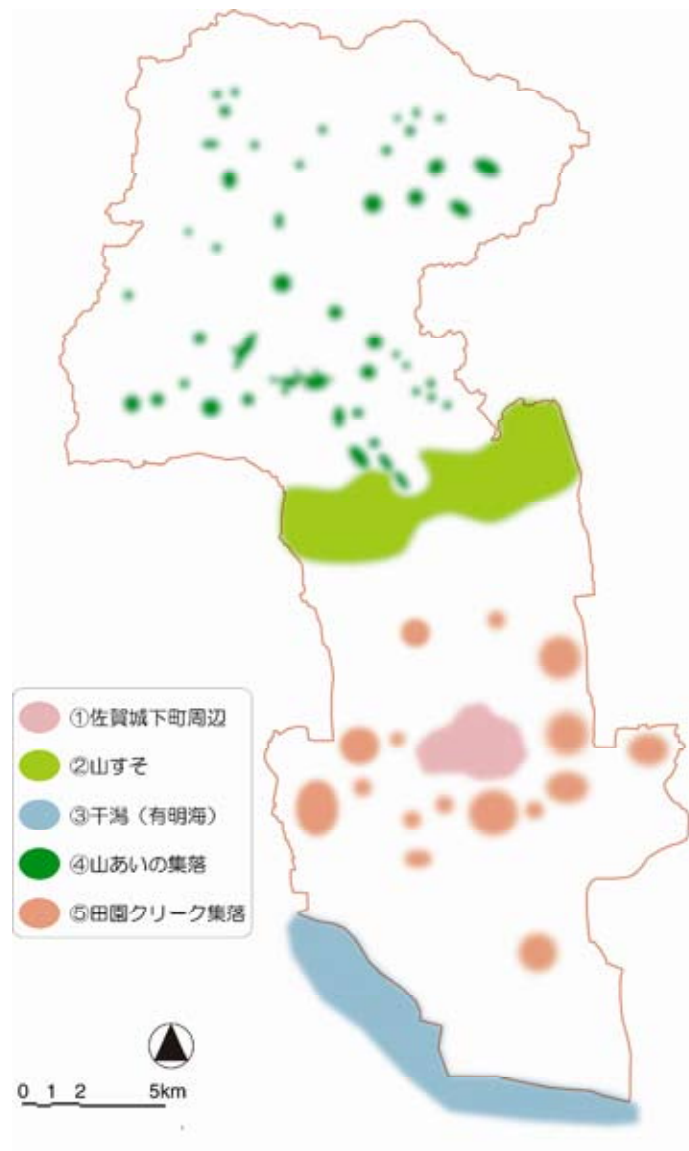 ①佐賀城下町周辺
②山すそ
③干潟（有明海）
④山あいの集落
⑤田園クリーク集落
0 1 2 5km